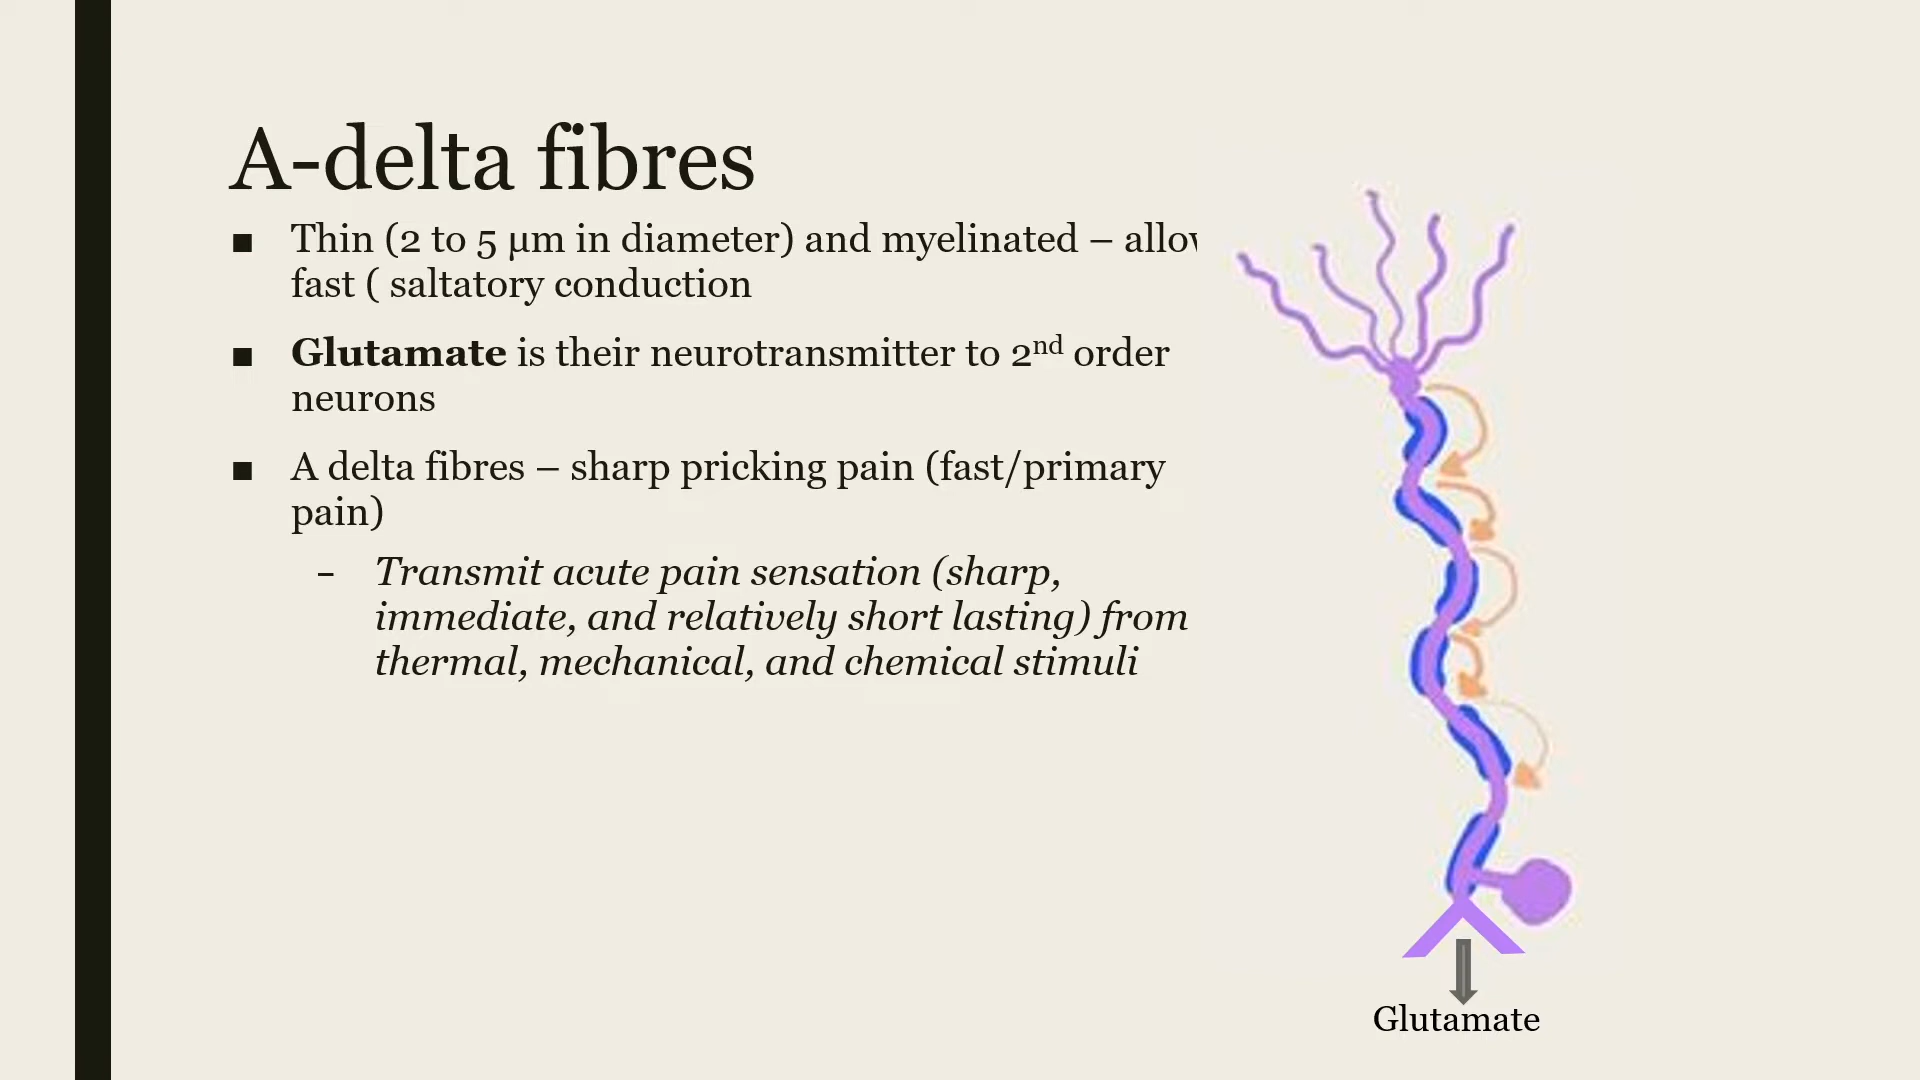 A-delta fibres
■ Thin (2 to 5 µm in diameter) and myelinated – allow
fast ( saltatory conduction
■ Glutamate is their neurotransmitter to 2nd order
neurons
■ A delta fibres – sharp pricking pain (fast/primary
pain)
– Transmit acute pain sensation (sharp,
immediate, and relatively short lasting) from
thermal, mechanical, and chemical stimuli
Glutamate